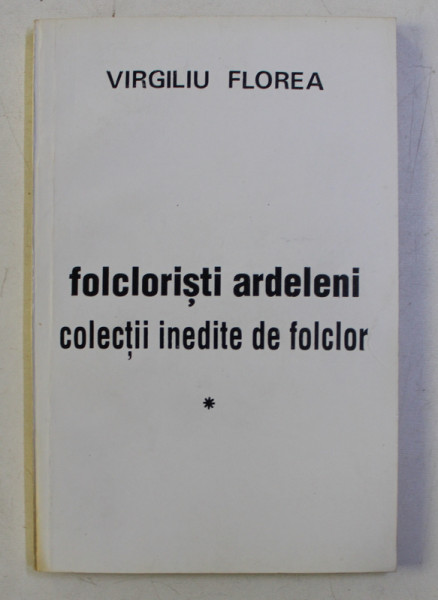 VIRGILIU FLOREA
folcloriști ardeleni
colecții inedite de folclor
*